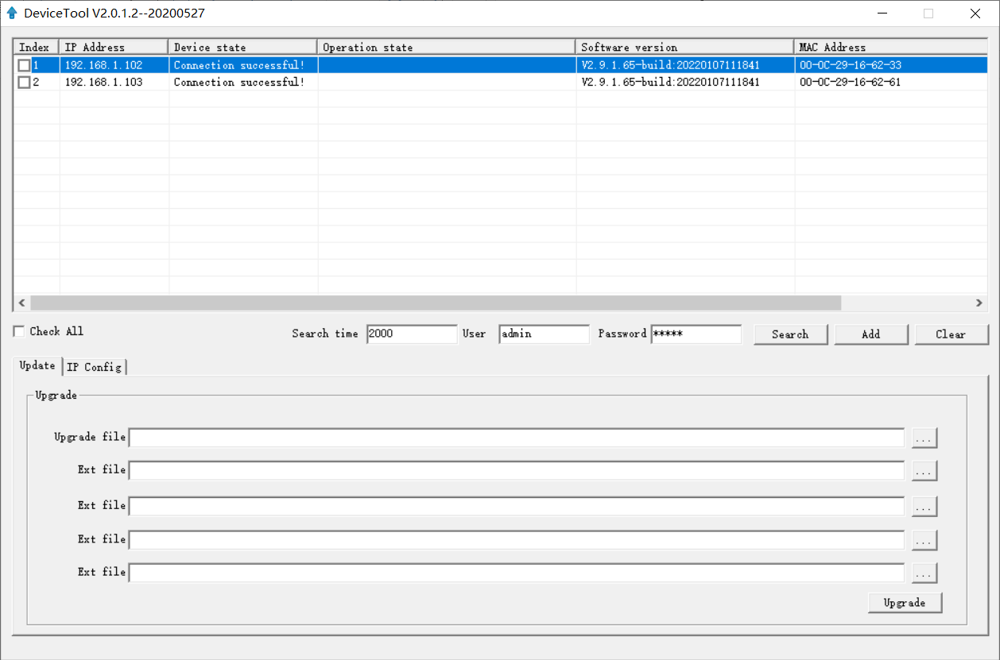 DeviceTool V2.0.1.2--20200527
Index IP Address Device state Operation state Software version MAC Address
1 192.168.1.102 Connection successful! V2.9.1.65-build:20220107111841 00-0C-29-16-62-33
2 192.168.1.103 Connection successful! V2.9.1.65-build:20220107111841 00-0C-29-16-62-61
Check All Search time 2000 User admin Password ***** Search Add Clear
Update IP Config
Upgrade
Upgrade file ...
Ext file ...
Ext file ...
Ext file ...
Ext file ...
Upgrade